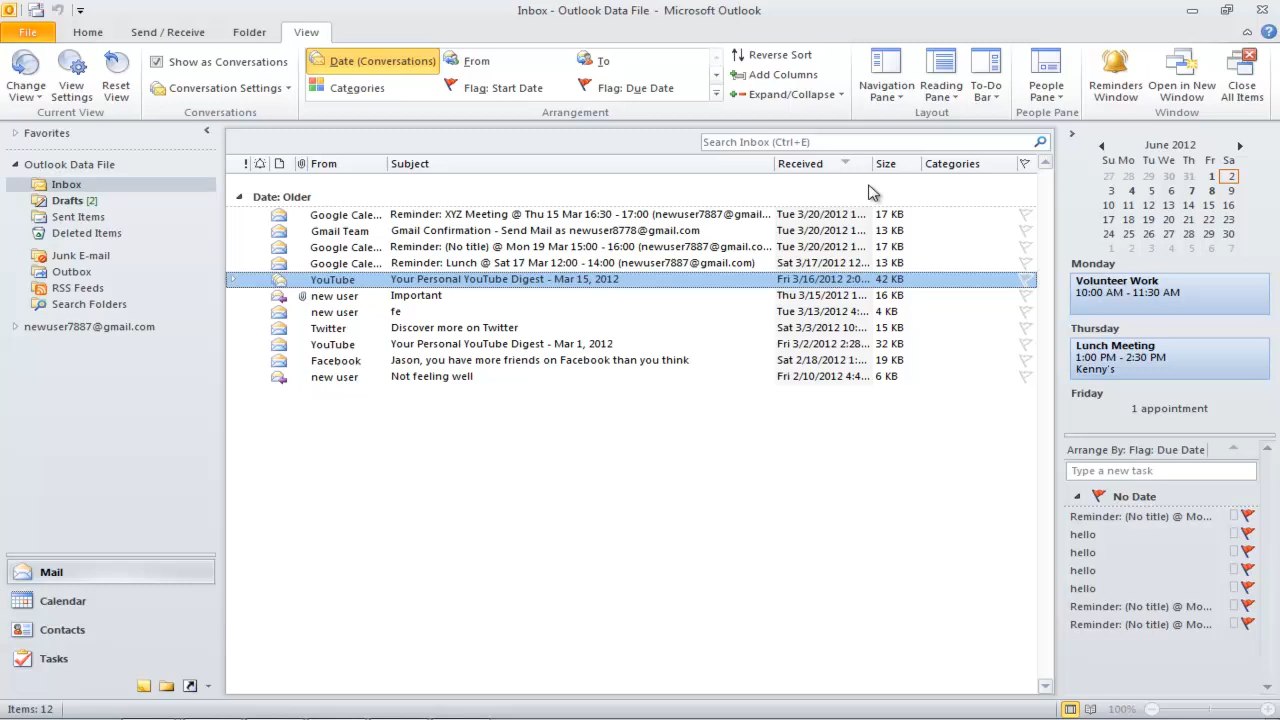 Inbox - Outlook Data File - Microsoft Outlook
File Home Send / Receive Folder View
Change View
View Settings
Reset View
Current View
Show as Conversations
Conversation Settings
Conversations
Date (Conversations) From To
Categories Flag: Start Date Flag: Due Date
Arrangement
Reverse Sort
Add Columns
Expand/Collapse
Navigation Pane
Reading Pane
To-Do Bar
Layout
People Pane
People Pane
Reminders Window
Open in New Window
Close All Items
Window
Favorites
Outlook Data File
Inbox
Drafts [2]
Sent Items
Deleted Items
Junk E-mail
Outbox
RSS Feeds
Search Folders
newuser7887@gmail.com
Mail
Calendar
Contacts
Tasks
Search Inbox (Ctrl+E)
! From Subject Received Size Categories
Date: Older
Google Cale... Reminder: XYZ Meeting @ Thu 15 Mar 16:30 - 17:00 (newuser7887@gmail... Tue 3/20/2012 1... 17 KB
Gmail Team Gmail Confirmation - Send Mail as newuser8778@gmail.com Tue 3/20/2012 1... 13 KB
Google Cale... Reminder: (No title) @ Mon 19 Mar 15:00 - 16:00 (newuser7887@gmail.co... Tue 3/20/2012 1... 13 KB
Google Cale... Reminder: Lunch @ Sat 17 Mar 12:00 - 14:00 (newuser7887@gmail.com) Sat 3/17/2012 12... 13 KB
YouTube Your Personal YouTube Digest - Mar 15, 2012 Fri 3/16/2012 2:0... 42 KB
new user Important Thu 3/15/2012 1... 16 KB
new user fe Tue 3/13/2012 4:... 4 KB
Twitter Discover more on Twitter Sat 3/3/2012 10:... 15 KB
YouTube Your Personal YouTube Digest - Mar 1, 2012 Fri 3/2/2012 2:28... 32 KB
Facebook Jason, you have more friends on Facebook than you think Sat 2/18/2012 1:... 19 KB
new user Not feeling well Fri 2/10/2012 4:4... 6 KB
June 2012
Su Mo Tu We Th Fr Sa
27 28 29 30 31 1 2
3 4 5 6 7 8 9
10 11 12 13 14 15 16
17 18 19 20 21 22 23
24 25 26 27 28 29 30
1 2 3 4 5 6 7
Monday
Volunteer Work
10:00 AM - 11:30 AM
Thursday
Lunch Meeting
1:00 PM - 2:30 PM
Kenny's
Friday
1 appointment
Arrange By: Flag: Due Date
Type a new task
No Date
Reminder: (No title) @ Mo...
hello
hello
hello
hello
Reminder: (No title) @ Mo...
Reminder: (No title) @ Mo...
Items: 12
100%